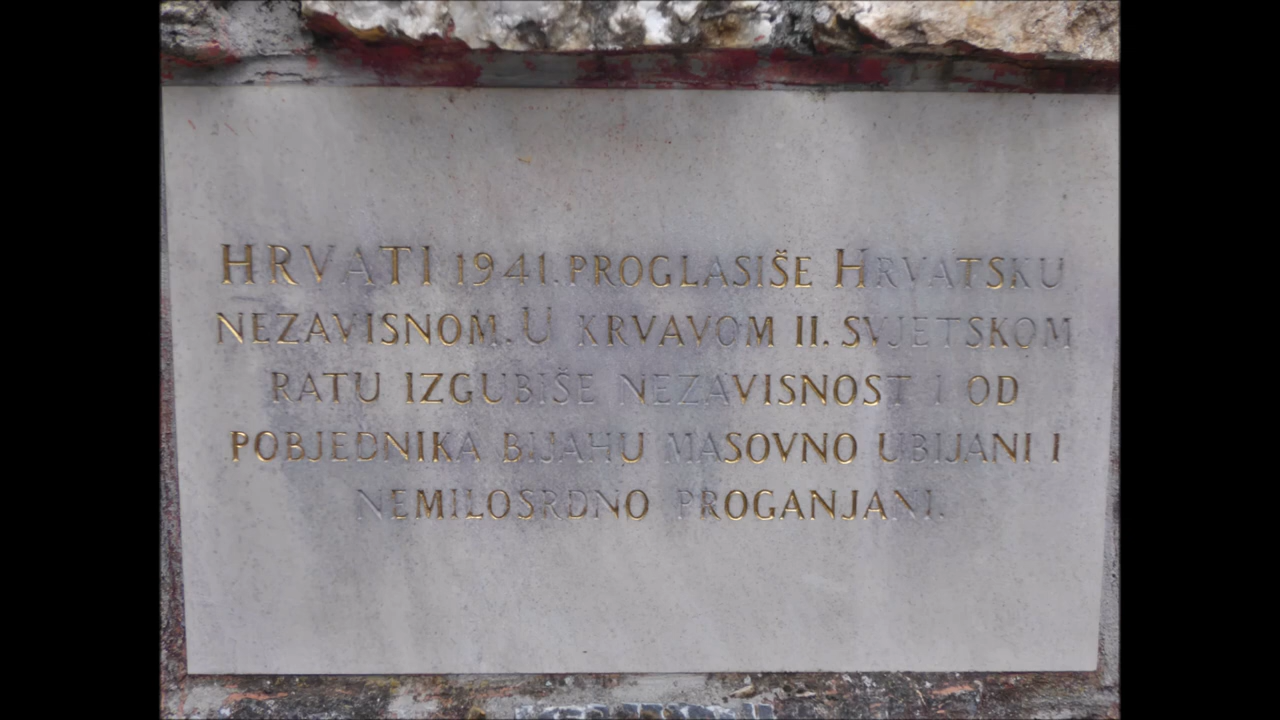 HRVATI 1941. PROGLASIŠE HRVATSKU
NEZAVISNOM. U KRVAVOM II. SVJETSKOM
RATU IZGUBIŠE NEZAVISNOST I OD
POBJEDNIKA BIJAHU MASOVNO UBIJANI I
NEMILOSRDNO PROGANJANI.